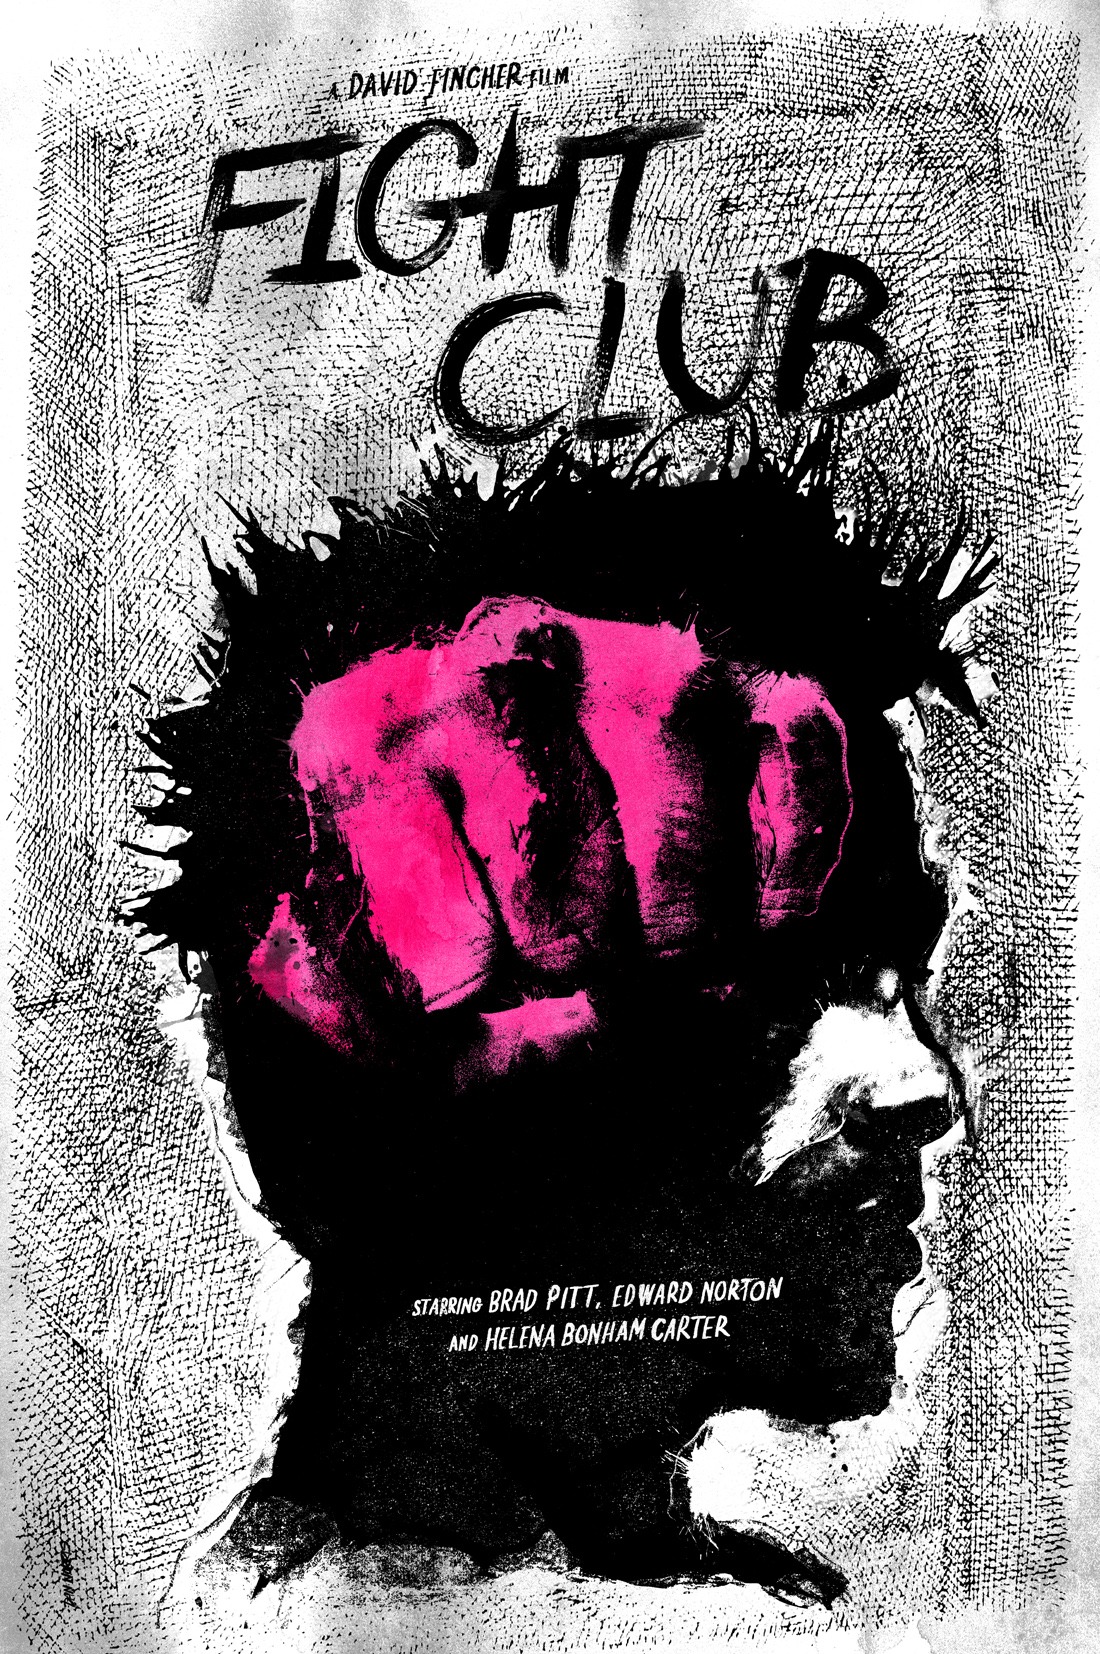 A DAVID FINCHER FILM
FIGHT
CLUB
STARRING BRAD PITT, EDWARD NORTON
AND HELENA BONHAM CARTER